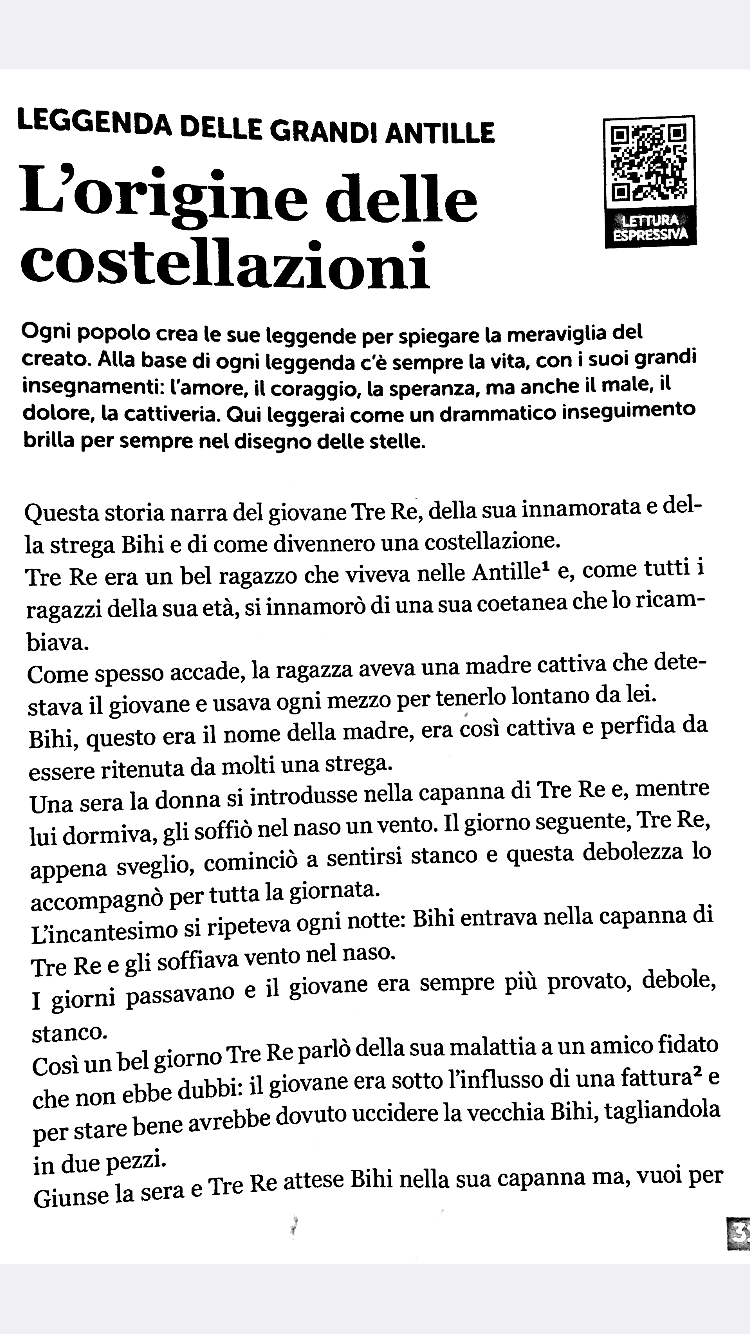 LEGGENDA DELLE GRANDI ANTILLE
L'origine delle
costellazioni
LETTURA
ESPRESSIVA
Ogni popolo crea le sue leggende per spiegare la meraviglia del
creato. Alla base di ogni leggenda c'è sempre la vita, con i suoi grandi
insegnamenti: l'amore, il coraggio, la speranza, ma anche il male, il
dolore, la cattiveria. Qui leggerai come un drammatico inseguimento
brilla per sempre nel disegno delle stelle.
Questa storia narra del giovane Tre Re, della sua innamorata e del-
la strega Bihi e di come divennero una costellazione.
Tre Re era un bel ragazzo che viveva nelle Antille¹ e, come tutti i
ragazzi della sua età, si innamorò di una sua coetanea che lo ricam-
biava.
Come spesso accade, la ragazza aveva una madre cattiva che dete-
stava il giovane e usava ogni mezzo per tenerlo lontano da lei.
Bihi, questo era il nome della madre, era così cattiva e perfida da
essere ritenuta da molti una strega.
Una sera la donna si introdusse nella capanna di Tre Re e, mentre
lui dormiva, gli soffiò nel naso un vento. Il giorno seguente, Tre Re,
appena sveglio, cominciò a sentirsi stanco e questa debolezza lo
accompagnò per tutta la giornata.
L'incantesimo si ripeteva ogni notte: Bihi entrava nella capanna di
Tre Re e gli soffiava vento nel naso.
I giorni passavano e il giovane era sempre più provato, debole,
stanco.
Così un bel giorno Tre Re parlò della sua malattia a un amico fidato
che non ebbe dubbi: il giovane era sotto l'influsso di una fattura² e
per stare bene avrebbe dovuto uccidere la vecchia Bihi, tagliandola
in due pezzi.
Giunse la sera e Tre Re attese Bihi nella sua capanna ma, vuoi per